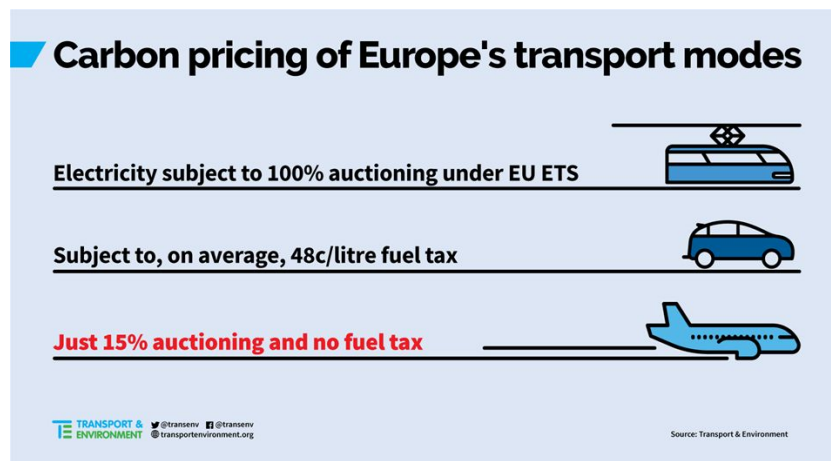 Carbon pricing of Europe's transport modes
Electricity subject to 100% auctioning under EU ETS
Subject to, on average, 48c/litre fuel tax
Just 15% auctioning and no fuel tax
TRANSPORT & ENVIRONMENT
@transenv @transenv
transportenvironment.org
Source: Transport & Environment